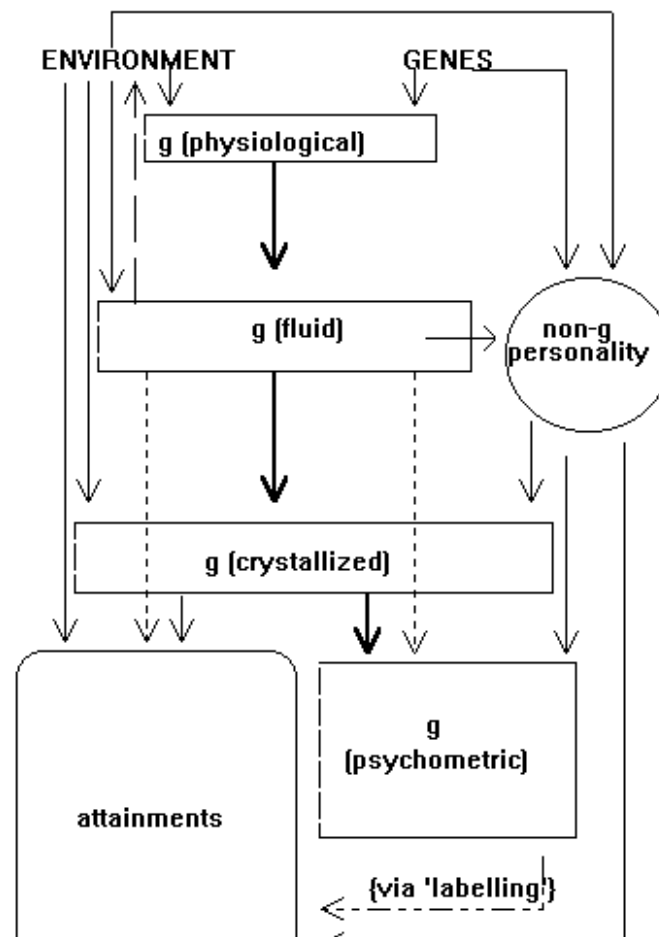 ENVIRONMENT GENES
g (physiological)
g (fluid)
non-g
personality
g (crystallized)
g
(psychometric)
attainments
{via 'labelling'}